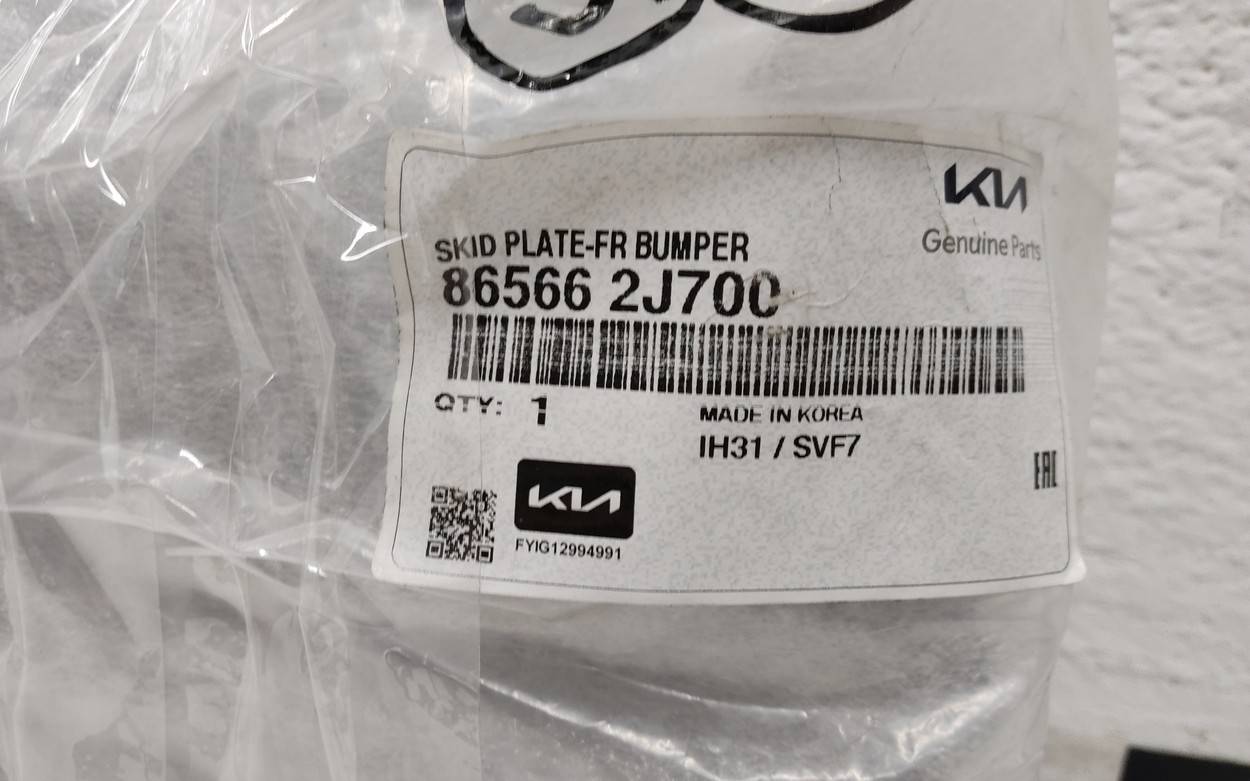 KIA
Genuine Parts
SKID PLATE-FR BUMPER
86566 2J700
QTY: 1
MADE IN KOREA
IH31 / SVF7
EAC
KIA
FYIG12994991